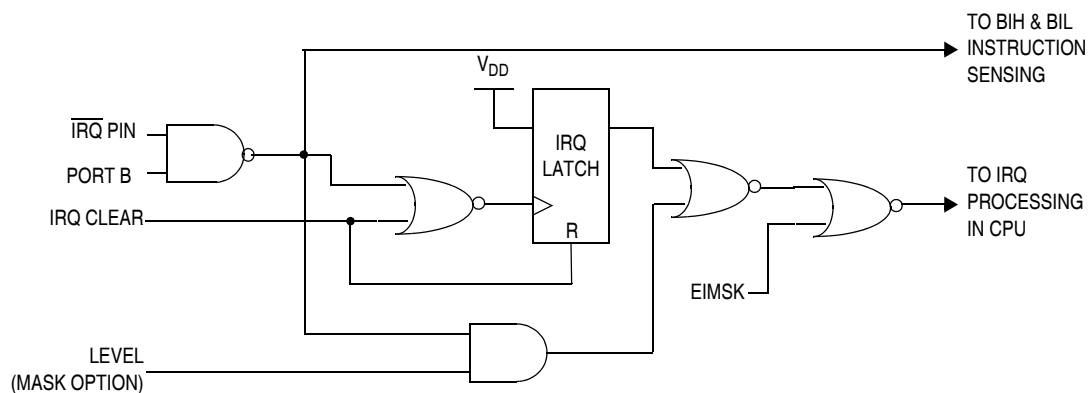 TO BIH & BIL
INSTRUCTION
SENSING
VDD
IRQ PIN
IRQ
LATCH
PORT B
TO IRQ
PROCESSING
IN CPU
IRQ CLEAR
R
EIMSK
LEVEL
(MASK OPTION)